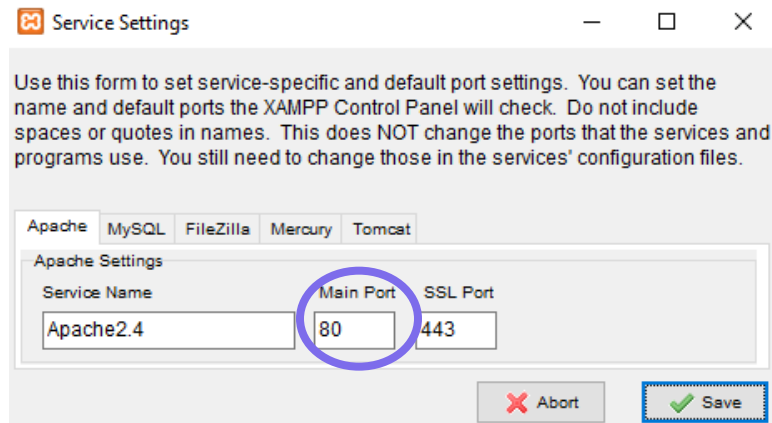 Service Settings
Use this form to set service-specific and default port settings.  You can set the
name and default ports the XAMPP Control Panel will check.  Do not include
spaces or quotes in names.  This does NOT change the ports that the services and
programs use.  You still need to change those in the services' configuration files.
Apache MySQL FileZilla Mercury Tomcat
Apache Settings
Service Name Main Port SSL Port
Apache2.4 80 443
Abort Save